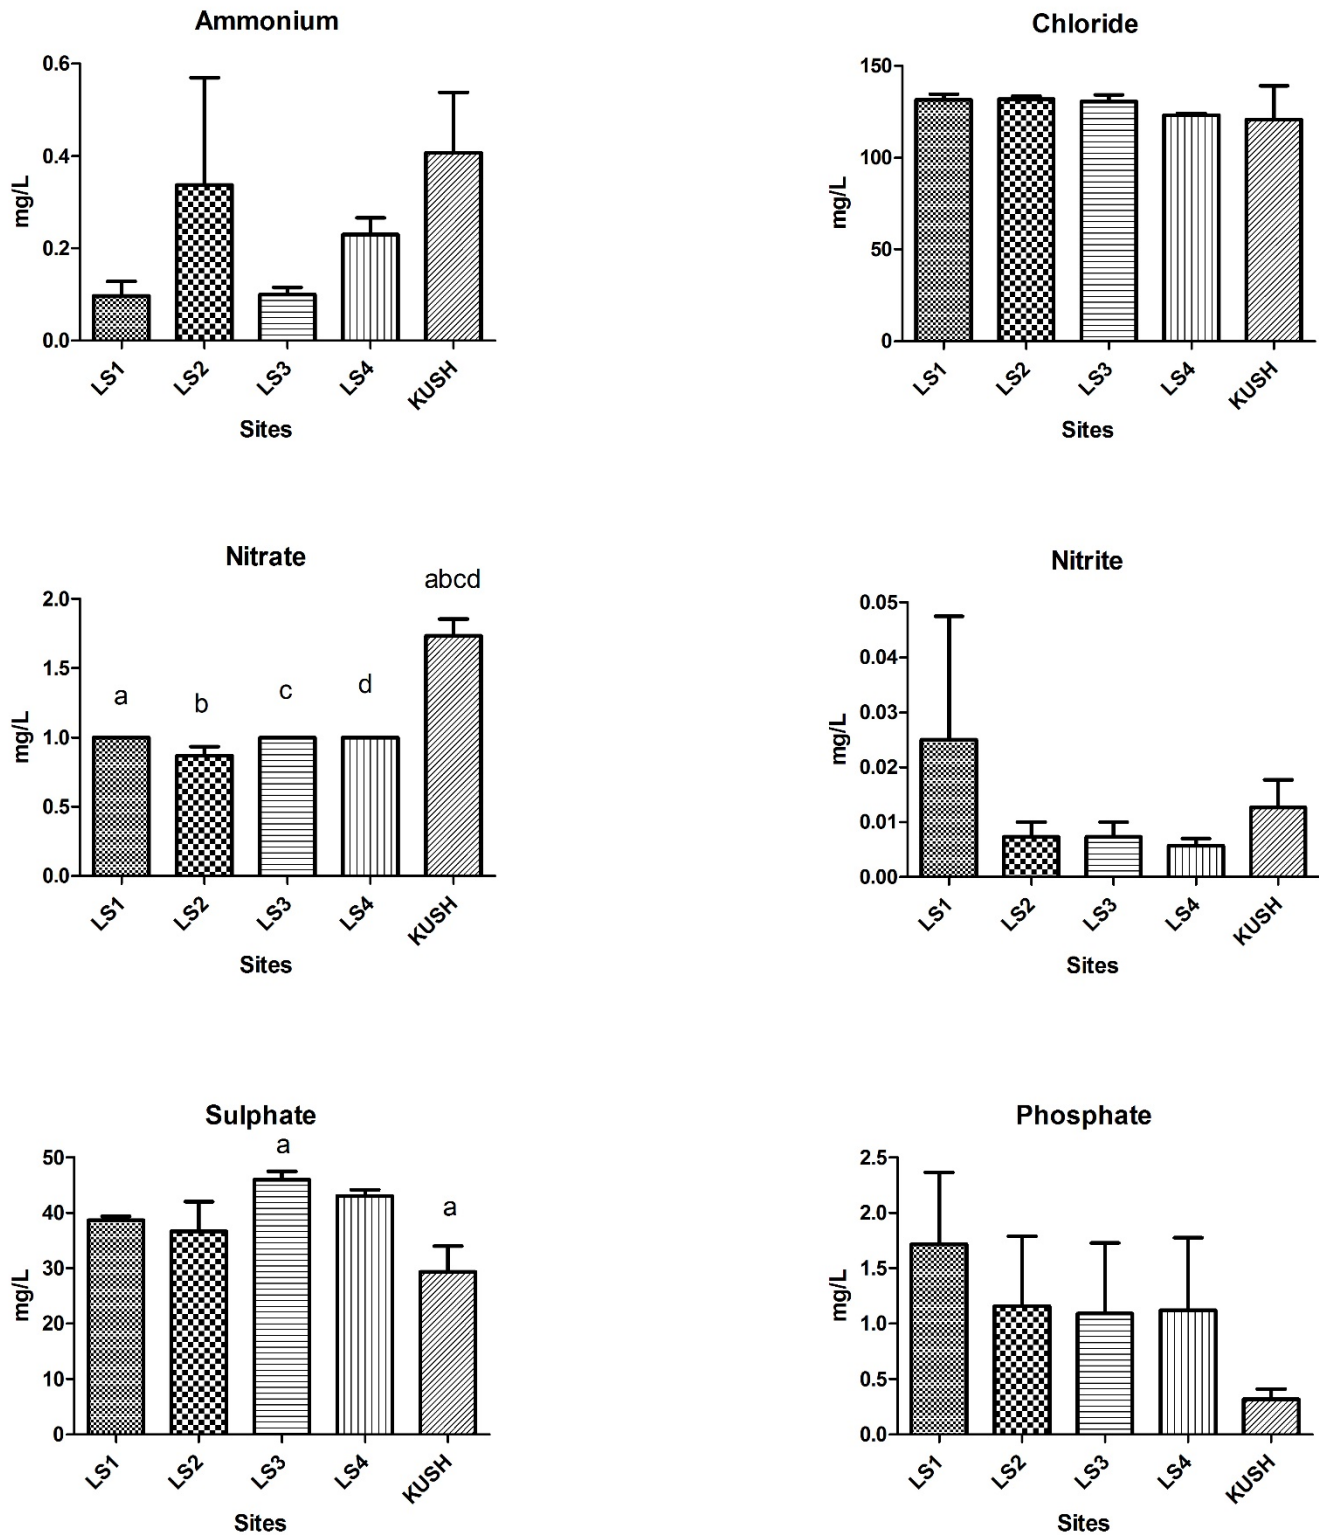 Ammonium
0.6
0.4
0.2
0.0
mg/L
LS1
LS2
LS3
LS4
KUSH
Sites
Chloride
150
100
50
0
mg/L
LS1
LS2
LS3
LS4
KUSH
Sites
Nitrate
abcd
2.0
1.5
1.0
0.5
0.0
a
b
c
d
mg/L
LS1
LS2
LS3
LS4
KUSH
Sites
Nitrite
0.05
0.04
0.03
0.02
0.01
0.00
mg/L
LS1
LS2
LS3
LS4
KUSH
Sites
Sulphate
a
50
40
30
20
10
0
a
mg/L
LS1
LS2
LS3
LS4
KUSH
Sites
Phosphate
2.5
2.0
1.5
1.0
0.5
0.0
mg/L
LS1
LS2
LS3
LS4
KUSH
Sites